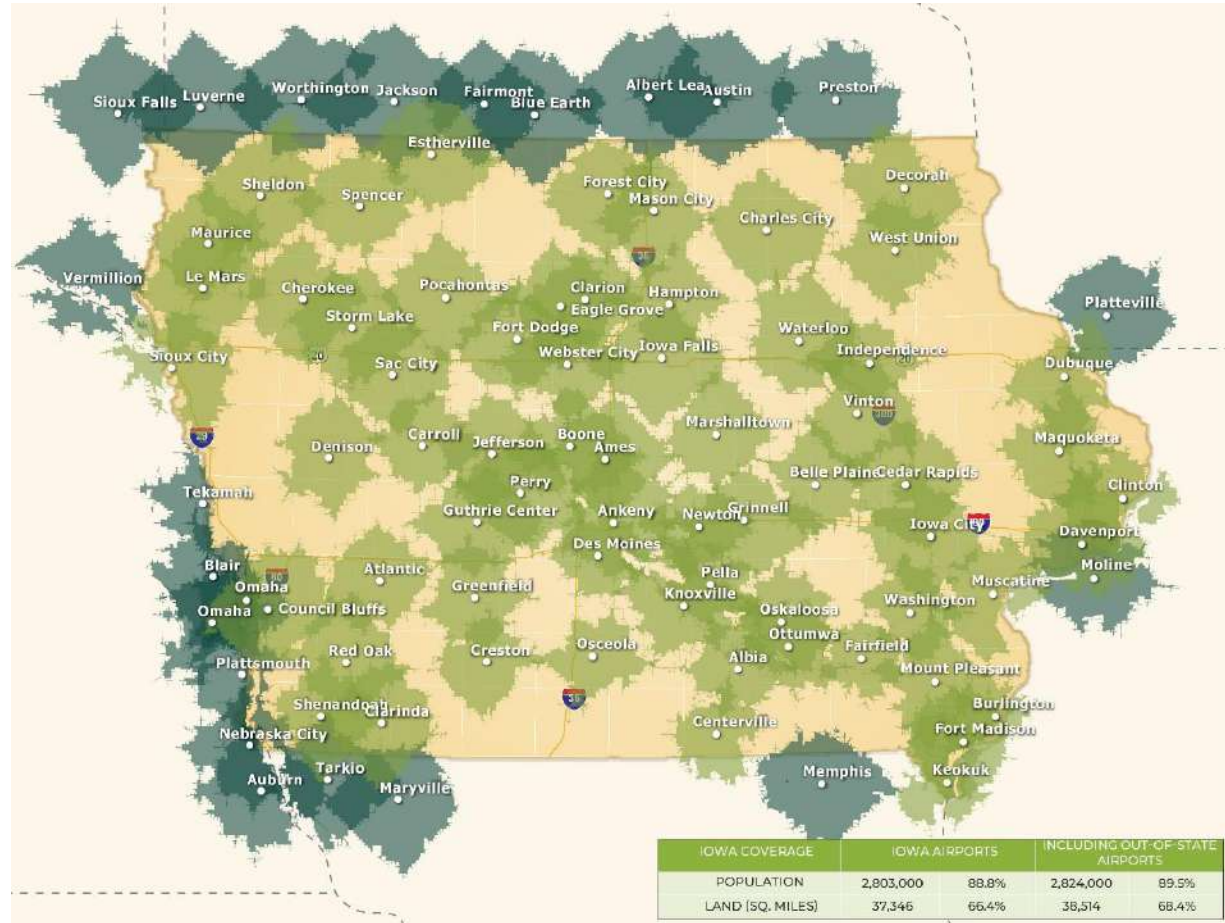 Sioux Falls
Luverne
Worthington
Jackson
Fairmont
Blue Earth
Albert Lea
Austin
Preston
Estherville
Sheldon
Spencer
Forest City
Mason City
Decorah
Charles City
Maurice
West Union
35
Vermillion
Le Mars
Cherokee
Pocahontas
Clarion
Eagle Grove
Hampton
Platteville
Storm Lake
Fort Dodge
Waterloo
Sioux City
20
Webster City
Iowa Falls
Independence
20
Dubuque
Sac City
Vinton
380
Denison
Carroll
Jefferson
Boone
Ames
Marshalltown
Maquoketa
29
Perry
Belle Plaine
Cedar Rapids
Tekamah
Guthrie Center
Ankeny
Newton
Grinnell
Iowa City
Clinton
Des Moines
Davenport
Blair
Omaha
80
Atlantic
Greenfield
Pella
Muscatine
Moline
Omaha
Council Bluffs
Knoxville
Oskaloosa
Washington
Ottumwa
Plattsmouth
Red Oak
Creston
Osceola
Albia
Fairfield
Mount Pleasant
35
Shenandoah
Clarinda
Centerville
Burlington
Nebraska City
Fort Madison
Auburn
Tarkio
Maryville
Memphis
Keokuk
IOWA COVERAGE IOWA AIRPORTS INCLUDING OUT-OF-STATE AIRPORTS
POPULATION 2,803,000 88.8% 2,824,000 89.5%
LAND (SQ. MILES) 37,346 66.4% 38,514 68.4%